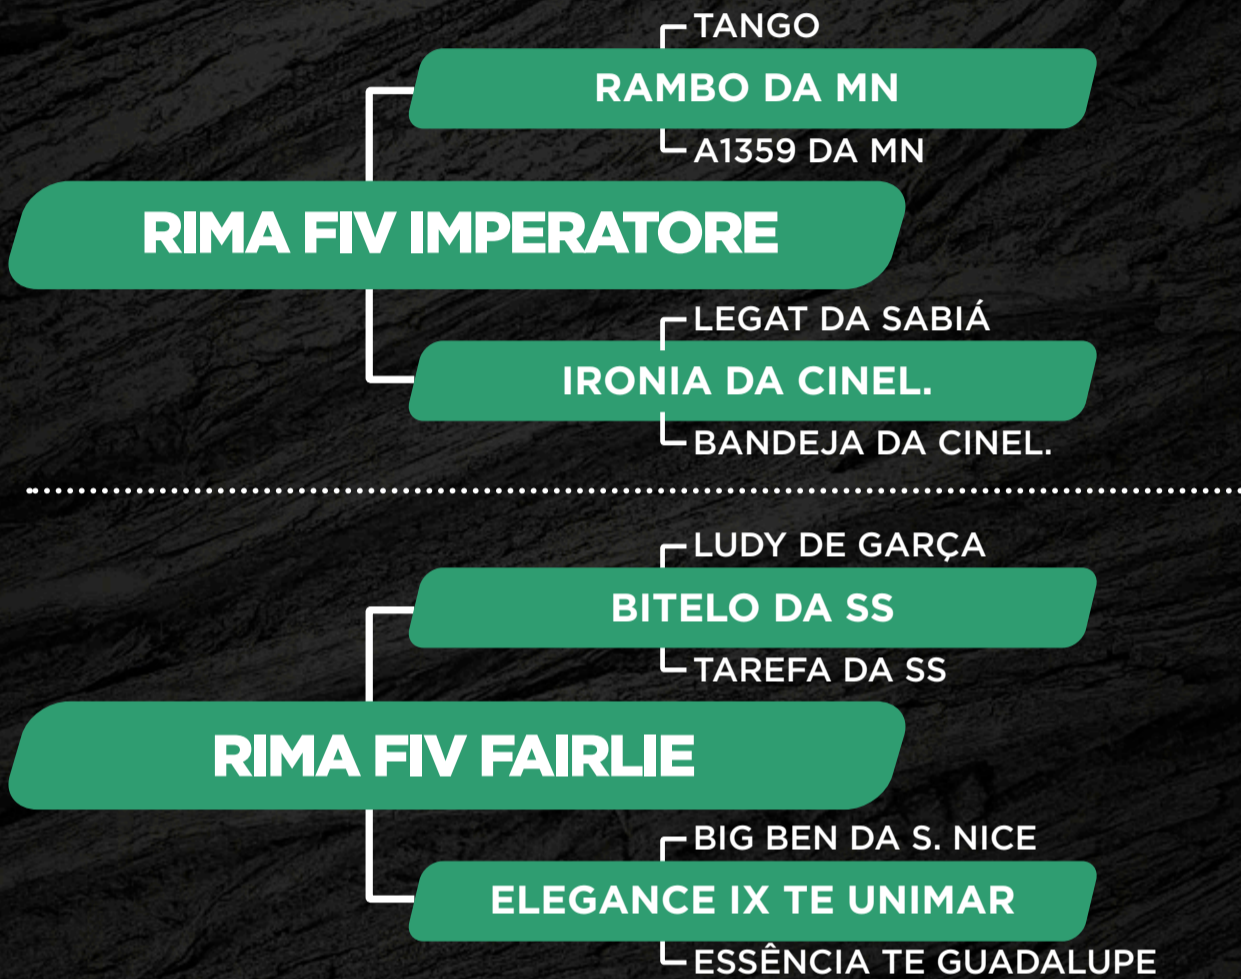 TANGO
RAMBO DA MN
A1359 DA MN
RIMA FIV IMPERATORE
LEGAT DA SABIÁ
IRONIA DA CINEL.
BANDEJA DA CINEL.
LUDY DE GARÇA
BITELO DA SS
TAREFA DA SS
RIMA FIV FAIRLIE
BIG BEN DA S. NICE
ELEGANCE IX TE UNIMAR
ESSÊNCIA TE GUADALUPE